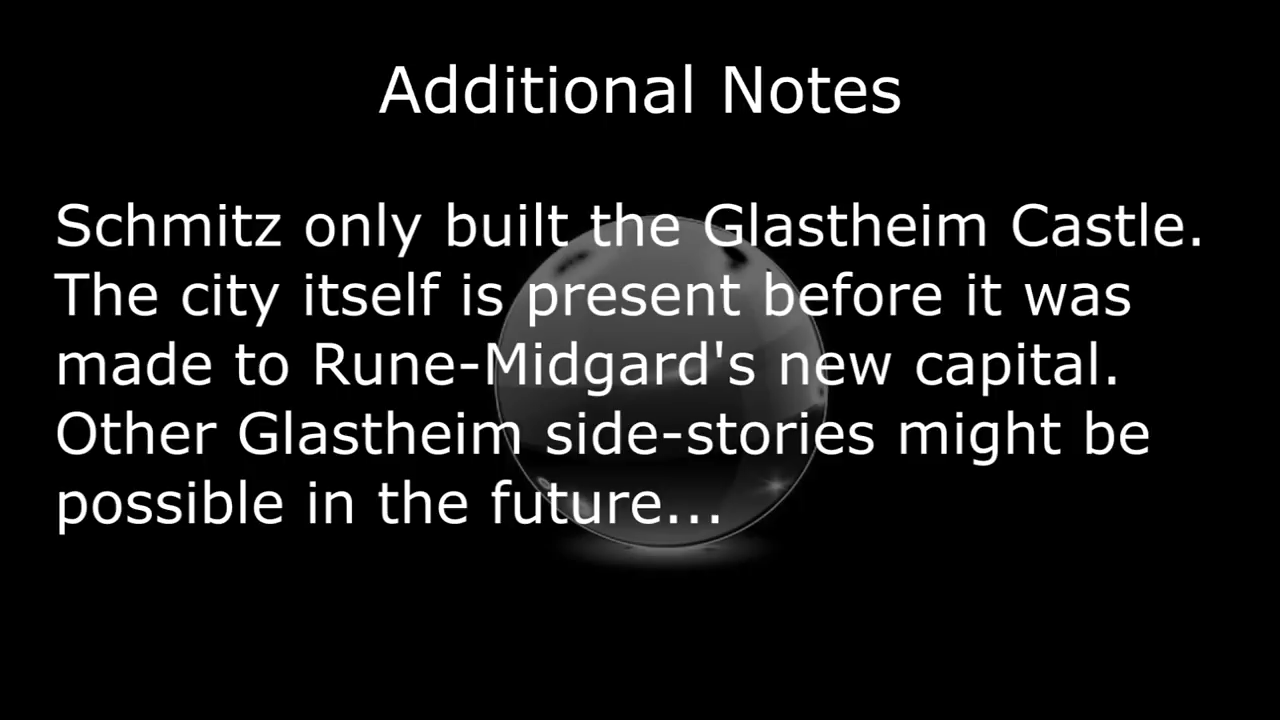 Additional Notes
Schmitz only built the Glastheim Castle.
The city itself is present before it was
made to Rune-Midgard's new capital.
Other Glastheim side-stories might be
possible in the future...